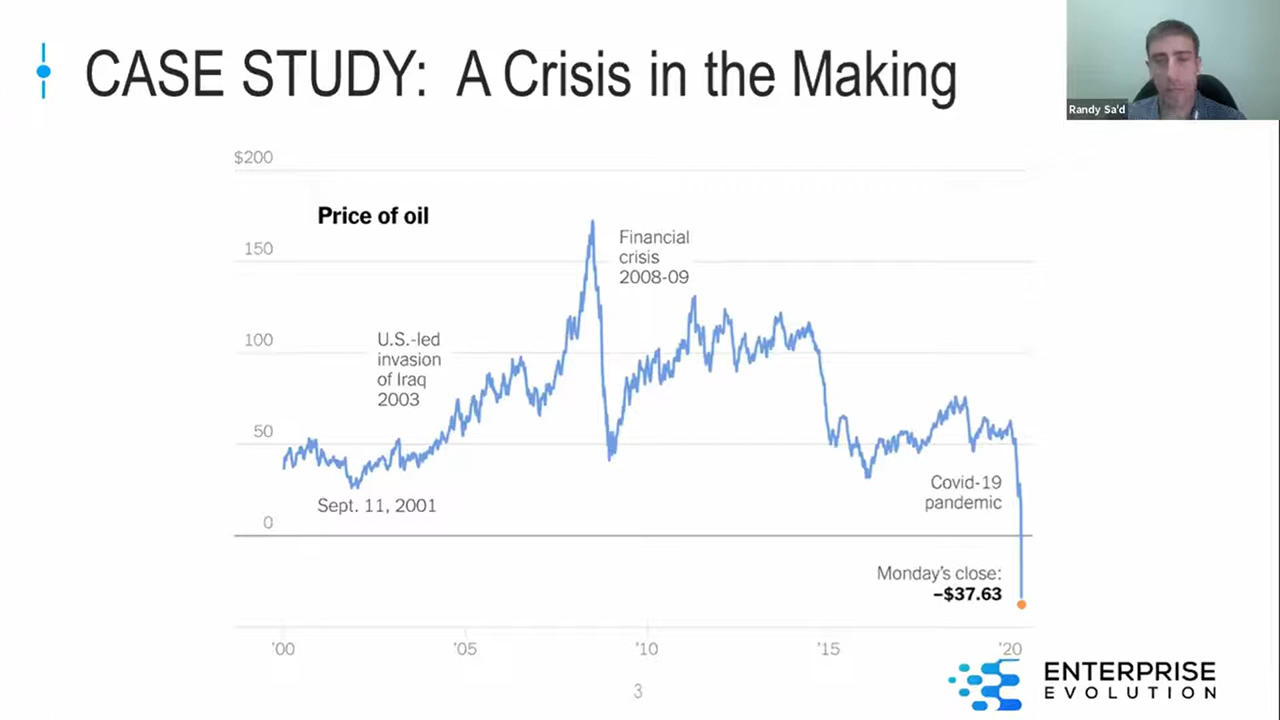 CASE STUDY:  A Crisis in the Making
Randy Sa'd
$200
Price of oil
150
Financial
crisis
2008-09
100
U.S.-led
invasion
of Iraq
2003
50
Sept. 11, 2001
0
Covid-19
pandemic
Monday's close:
–$37.63
'00
'05
'10
'15
'20
3
ENTERPRISE
EVOLUTION